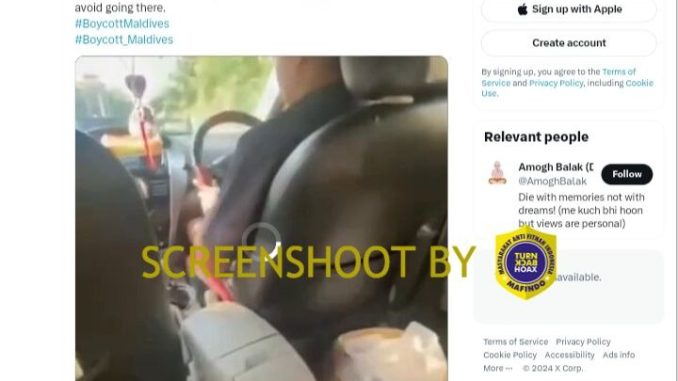 avoid going there.
#BoycottMaldives
#Boycott_Maldives
Sign up with Apple
Create account
By signing up, you agree to the Terms of
Service and Privacy Policy, including Cookie
Use.
Relevant people
Amogh Balak (
@AmoghBalak
Follow
Die with memories not with
dreams! (me kuch bhi hoon
but views are personal)
SCREENSHOOT BY
MASYARAKAT ANTI FITNAH INDONESIA
TURN
BACK
HOAX
MAFINDO
available.
Terms of Service Privacy Policy
Cookie Policy Accessibility Ads info
More ··· © 2024 X Corp.